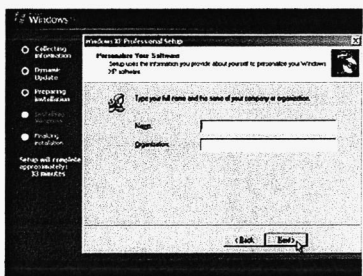 Windows
Windows XP Professional Setup
Collecting
information
Dynamic
Update
Preparing
installation
Installing
Windows
Finalizing
installation
Setup will complete
approximately:
33 minutes
Personalize Your Software
Setup uses the information you provide about yourself to personalize your Windows
XP software.
Type your full name and the name of your company or organization.
Name:
Organization:
< Back
Next >